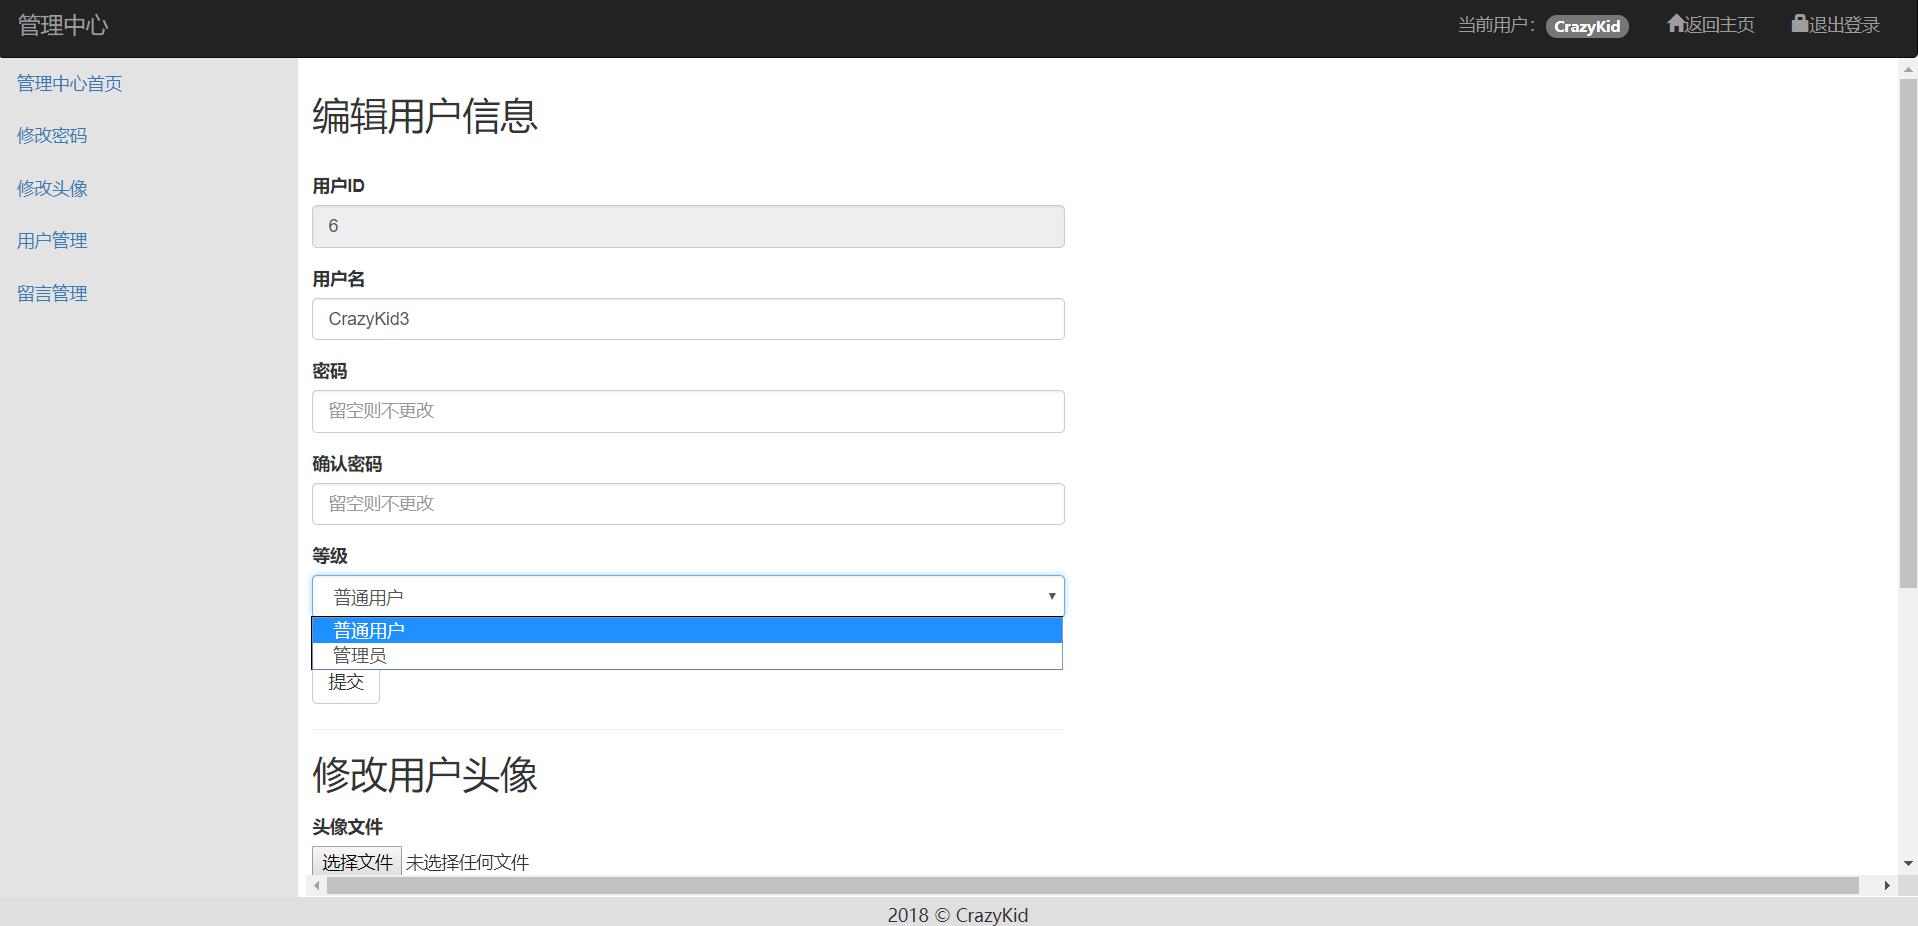 管理中心
当前用户： CrazyKid 返回主页 退出登录
管理中心首页
修改密码
修改头像
用户管理
留言管理
编辑用户信息
用户ID
6
用户名
CrazyKid3
密码
留空则不更改
确认密码
留空则不更改
等级
普通用户
普通用户
管理员
提交
修改用户头像
头像文件
选择文件 未选择任何文件
2018 © CrazyKid